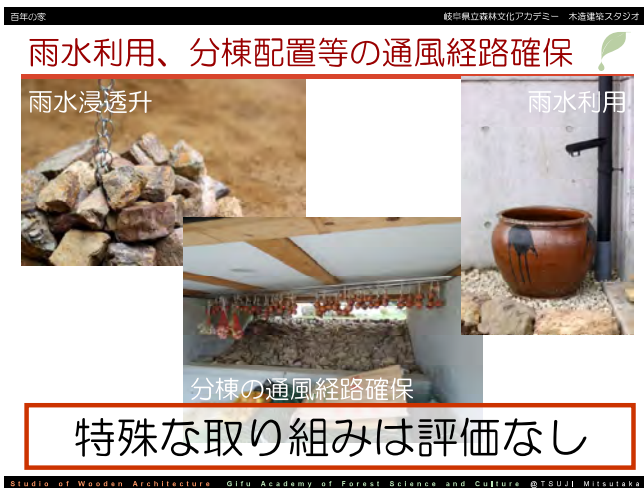 百年の家
岐阜県立森林文化アカデミー 木造建築スタジオ
雨水利用、分棟配置等の通風経路確保
雨水浸透升
雨水利用
分棟の通風経路確保
特殊な取り組みは評価なし
Studio of Wooden Architecture Gifu Academy of Forest Science and Culture @TSUJI Mitsutaka